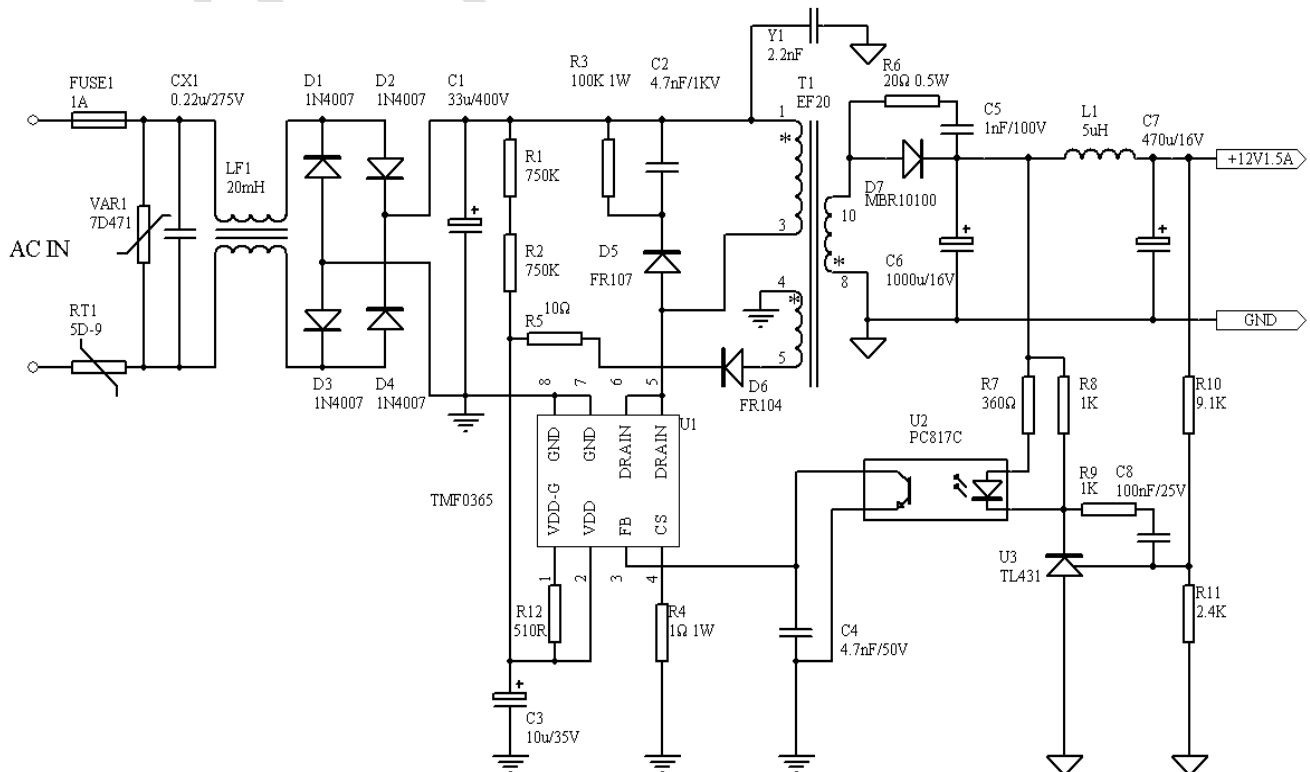 Y1
2.2nF
FUSE1
1A
CX1
0.22u/275V
D1
1N4007
D2
1N4007
C1
33u/400V
R3
100K 1W
C2
4.7nF/1KV
T1
EF20
R6
20Ω 0.5W
C5
1nF/100V
L1
5uH
C7
470u/16V
1
*
R1
750K
+12V1.5A
LF1
20mH
D7
MBR10100
VAR1
7D471
10
+
+
+
3
AC IN
R2
750K
D5
FR107
*
8
C6
1000u/16V
4
*
RT1
5D-9
10Ω
R5
GND
5
D3
1N4007
D4
1N4007
D6
FR104
8
7
6
5
U1
R7
360Ω
R8
1K
R10
9.1K
GND
GND
DRAIN
DRAIN
U2
PC817C
TMF0365
VDD-G
VDD
FB
CS
R9
1K
C8
100nF/25V
U3
TL431
1
2
3
4
R12
510R
R4
1Ω 1W
C4
4.7nF/50V
R11
2.4K
+
C3
10u/35V